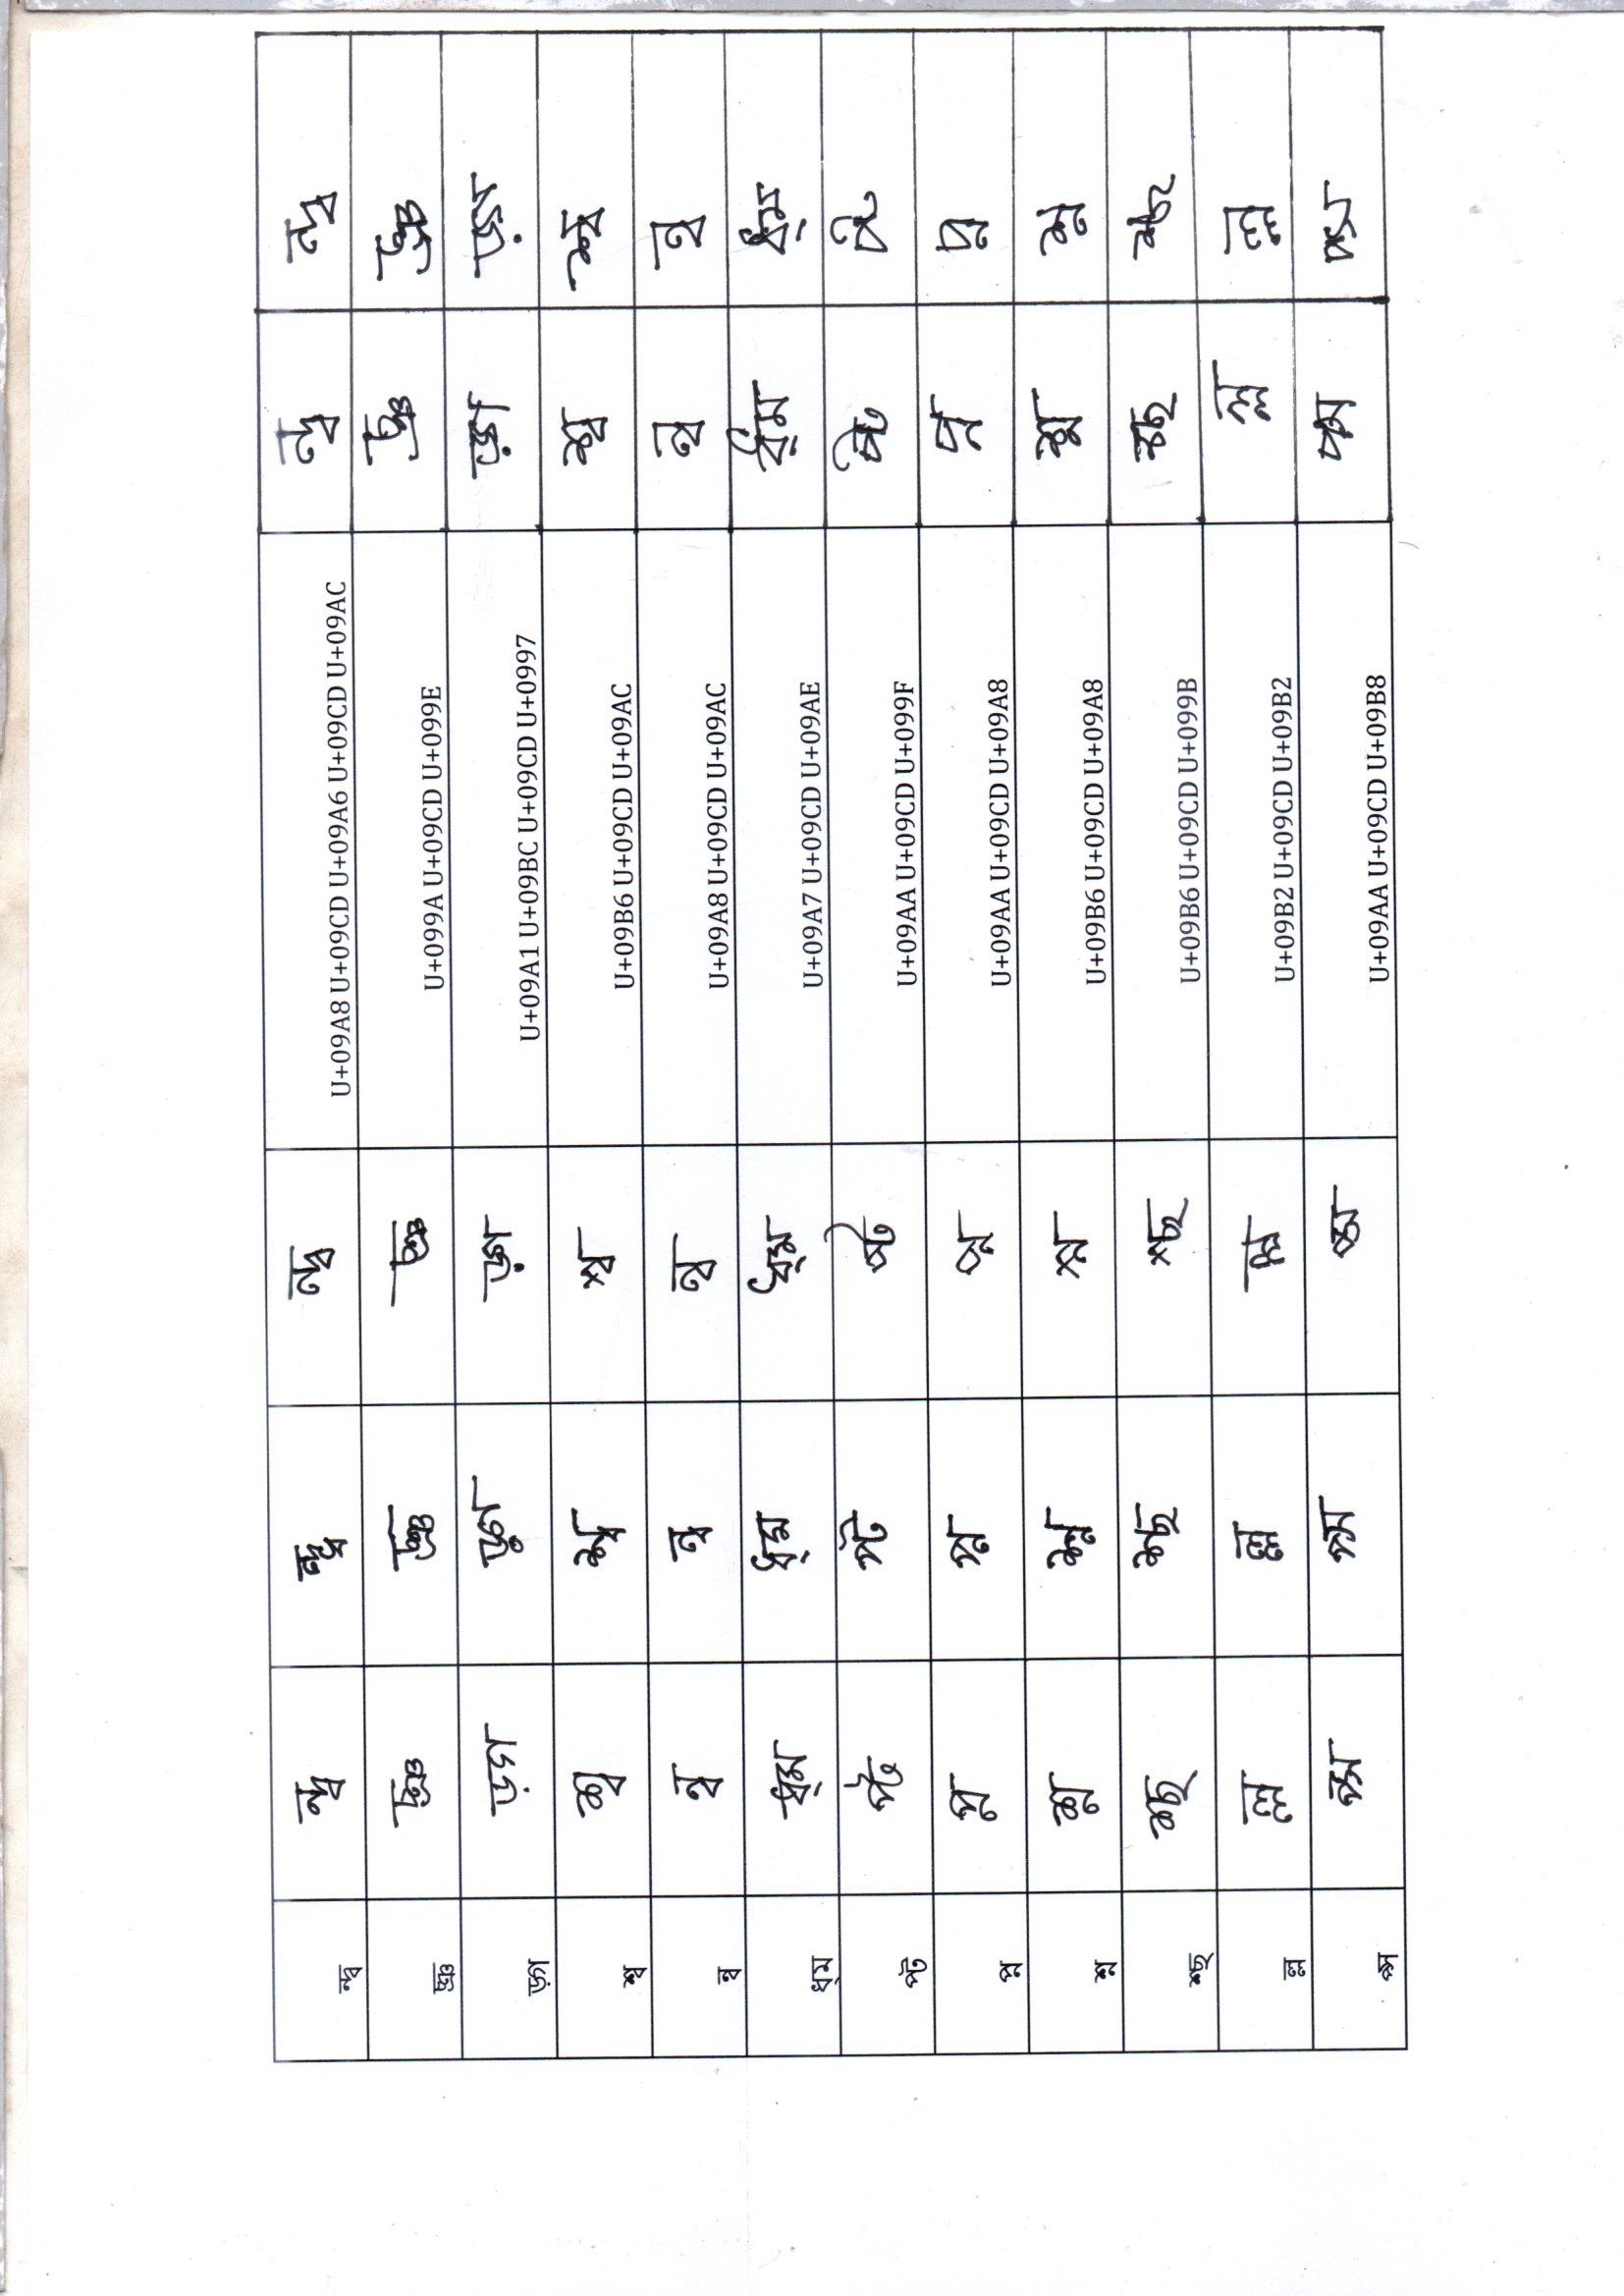 ন্দ্ব ন্দ্ব ন্দ্ব ন্দ্ব U+09A8 U+09CD U+09A6 U+09CD U+09AC ন্দ্ব ন্দ্ব
চ্ঞ চ্ঞ চ্ঞ চ্ঞ U+099A U+09CD U+099E চ্ঞ চ্ঞ
ড়্গ ড়্গ ড়্গ ড়্গ U+09A1 U+09BC U+09CD U+0997 ড়্গ ড়্গ
শ্ব শ্ব শ্ব শ্ব U+09B6 U+09CD U+09AC শ্ব শ্ব
ন্ব ন্ব ন্ব ন্ব U+09A8 U+09CD U+09AC ন্ব ন্ব
ধ্ম ধ্ম ধ্ম ধ্ম U+09A7 U+09CD U+09AE ধ্ম ধ্ম
প্ট প্ট প্ট প্ট U+09AA U+09CD U+099F প্ট প্ট
প্ন প্ন প্ন প্ন U+09AA U+09CD U+09A8 প্ন প্ন
শ্ন শ্ন শ্ন শ্ন U+09B6 U+09CD U+09A8 শ্ন শ্ন
শ্ছ শ্ছ শ্ছ শ্ছ U+09B6 U+09CD U+099B শ্ছ শ্ছ
ল্ল ল্ল ল্ল ল্ল U+09B2 U+09CD U+09B2 ল্ল ল্ল
প্স প্স প্স প্স U+09AA U+09CD U+09B8 প্স প্স